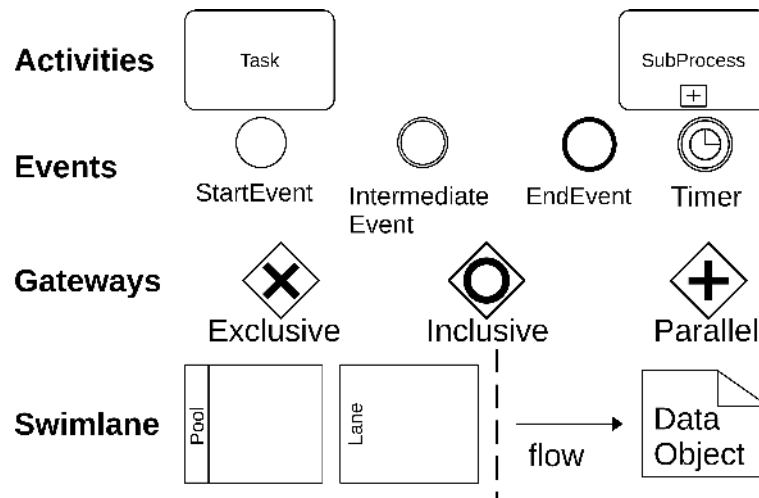 Activities
Task
SubProcess
Events
StartEvent
Intermediate
Event
EndEvent
Timer
Gateways
Exclusive
Inclusive
Parallel
Swimlane
Pool
Lane
flow
Data
Object